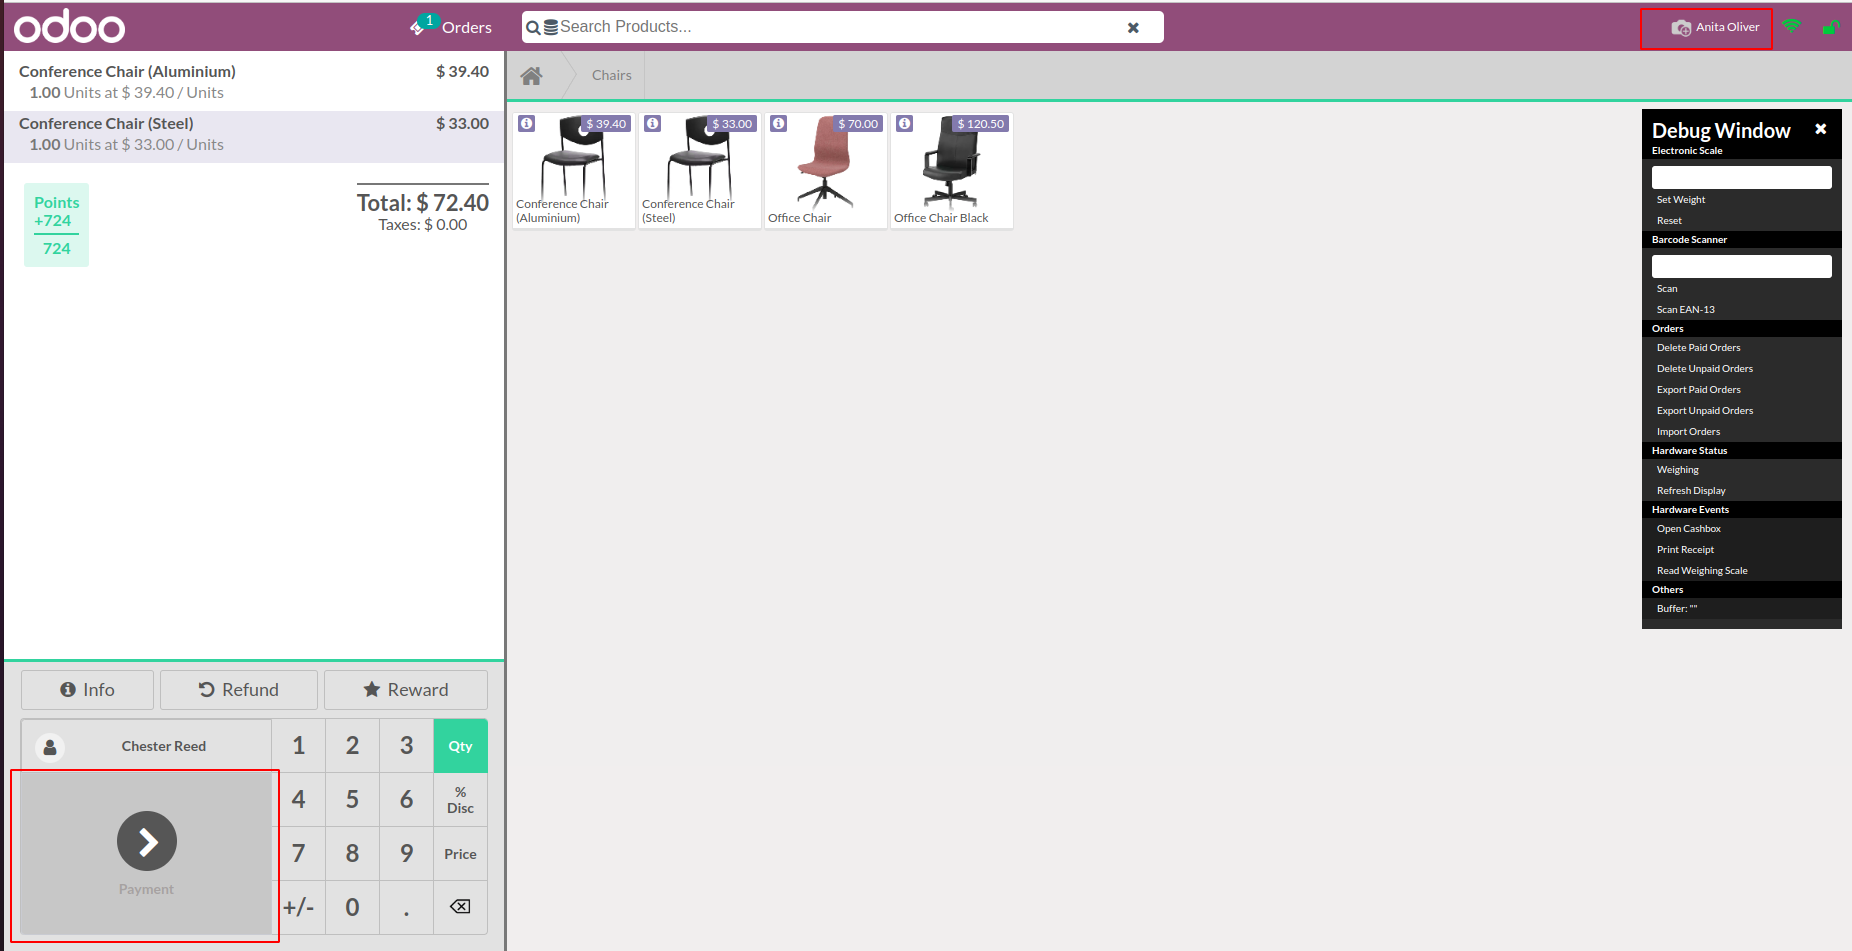 odoo
1
Orders
Search Products...
Anita Oliver
Conference Chair (Aluminium) $ 39.40
1.00 Units at $ 39.40 / Units
Conference Chair (Steel) $ 33.00
1.00 Units at $ 33.00 / Units
Points
+724
724
Total: $ 72.40
Taxes: $ 0.00
Info
Refund
Reward
Chester Reed
Payment
1 2 3 Qty
4 5 6 % Disc
7 8 9 Price
+/- 0 .
Chairs
$ 39.40
Conference Chair
(Aluminium)
$ 33.00
Conference Chair
(Steel)
$ 70.00
Office Chair
$ 120.50
Office Chair Black
Debug Window
Electronic Scale
Set Weight
Reset
Barcode Scanner
Scan
Scan EAN-13
Orders
Delete Paid Orders
Delete Unpaid Orders
Export Paid Orders
Export Unpaid Orders
Import Orders
Hardware Status
Weighing
Refresh Display
Hardware Events
Open Cashbox
Print Receipt
Read Weighing Scale
Others
Buffer: ""